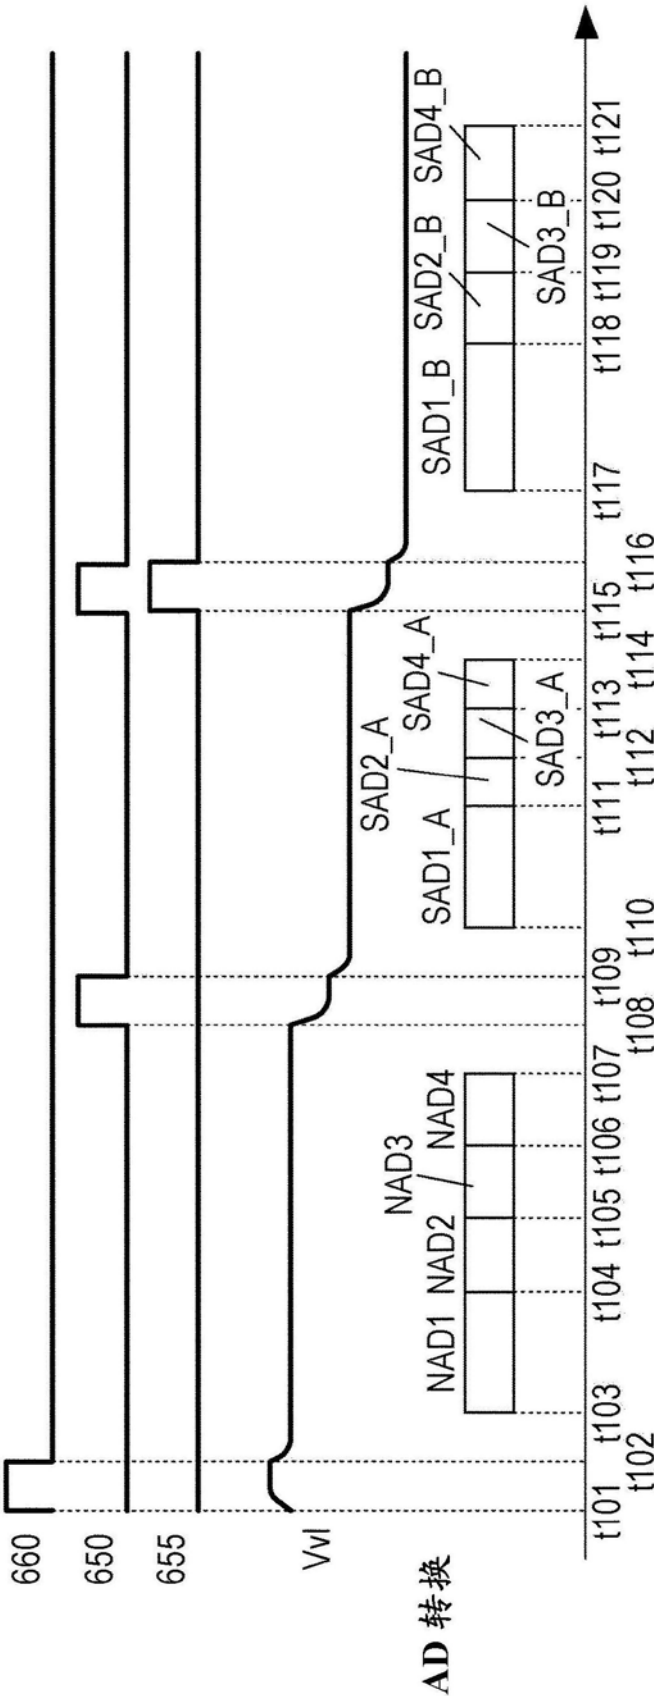 660
650
655
Vvl
AD 转换
NAD1
NAD2
NAD3
NAD4
SAD1_A
SAD2_A
SAD3_A
SAD4_A
SAD1_B
SAD2_B
SAD3_B
SAD4_B
t101
t102
t103
t104
t105
t106
t107
t108
t109
t110
t111
t112
t113
t114
t115
t116
t117
t118
t119
t120
t121